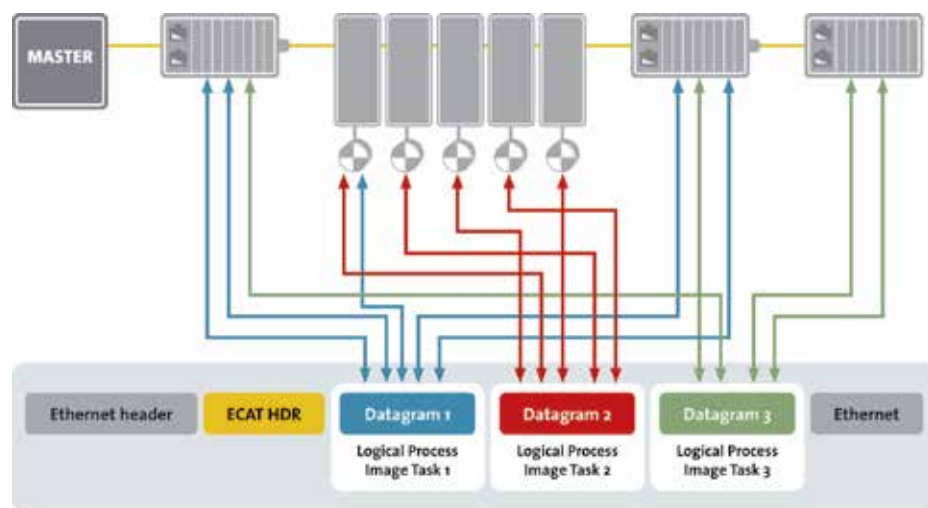 MASTER
Ethernet header
ECAT HDR
Datagram 1
Datagram 2
Datagram 3
Ethernet
Logical Process
Image Task 1
Logical Process
Image Task 2
Logical Process
Image Task 3